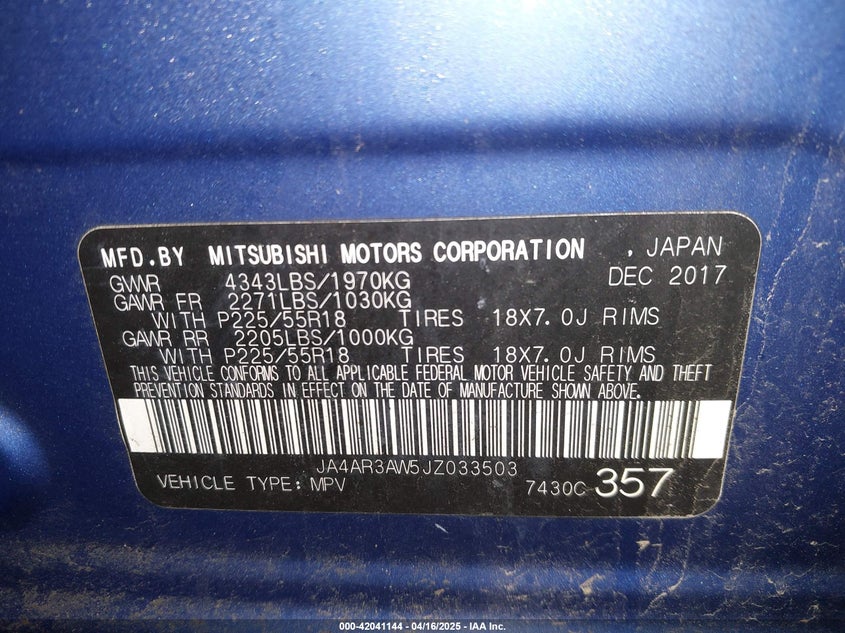 MFD.BY MITSUBISHI MOTORS CORPORATION , JAPAN
GVWR 4343LBS/1970KG DEC 2017
GAWR FR 2271LBS/1030KG
WITH P225/55R18 TIRES 18X7.0J RIMS
GAWR RR 2205LBS/1000KG
WITH P225/55R18 TIRES 18X7.0J RIMS
THIS VEHICLE CONFORMS TO ALL APPLICABLE FEDERAL MOTOR VEHICLE SAFETY AND THEFT
PREVENTION STANDARDS IN EFFECT ON THE DATE OF MANUFACTURE SHOWN ABOVE.
JA4AR3AW5JZ033503
VEHICLE TYPE: MPV 7430C 357
000-42041144 - 04/16/2025 - IAA Inc.